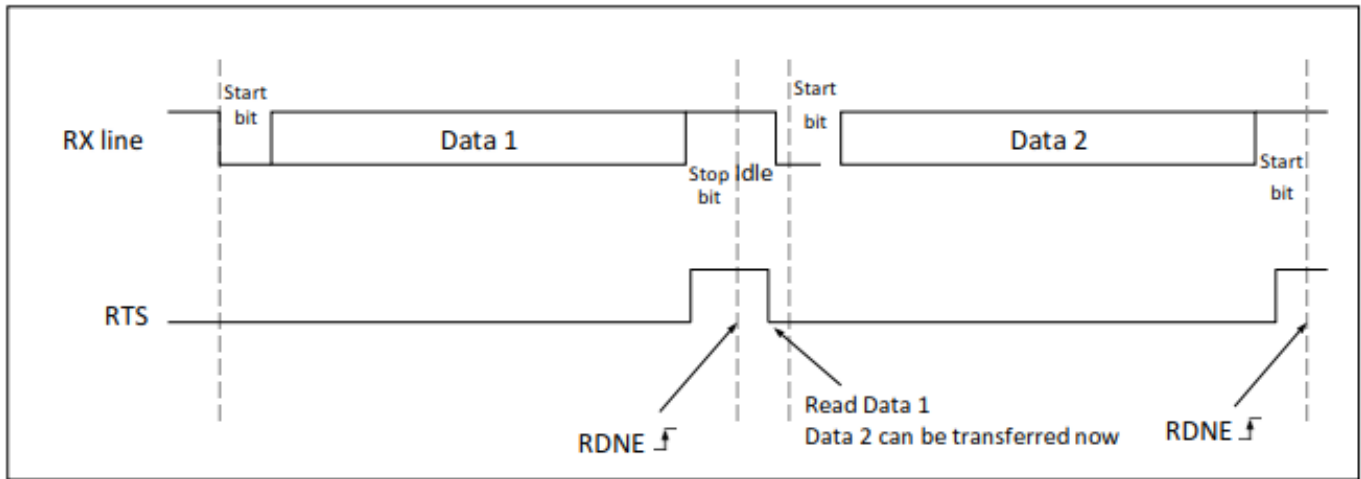 Start
bit
RX line
Data 1
Stop Idle
bit
Start
bit
Data 2
Start
bit
RTS
RDNE
Read Data 1
Data 2 can be transferred now
RDNE